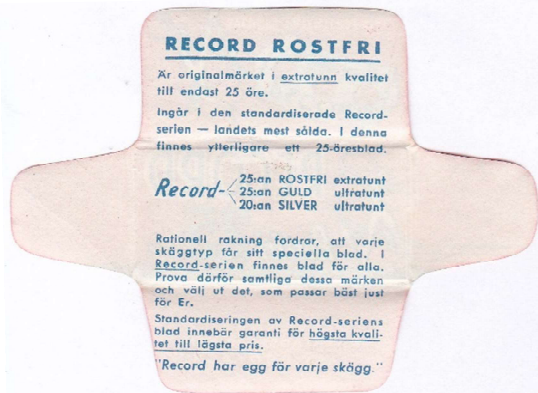 RECORD ROSTFRI
Är originalmärket i extratunn kvalitet
till endast 25 öre.
Ingår i den standardiserade Record-
serien — landets mest sålda. I denna
finnes ytterligare ett 25-öresblad.
Record-
25:an ROSTFRI extratunt
25:an GULD ultratunt
20:an SILVER ultratunt
Rationell rakning fordrar, att varje
skäggtyp får sitt speciella blad. I
Record-serien finnes blad för alla.
Prova därför samtliga dessa märken
och välj ut det, som passar bäst just
för Er.
Standardiseringen av Record-seriens
blad innebär garanti för högsta kvali-
tet till lägsta pris.
"Record har egg för varje skägg."